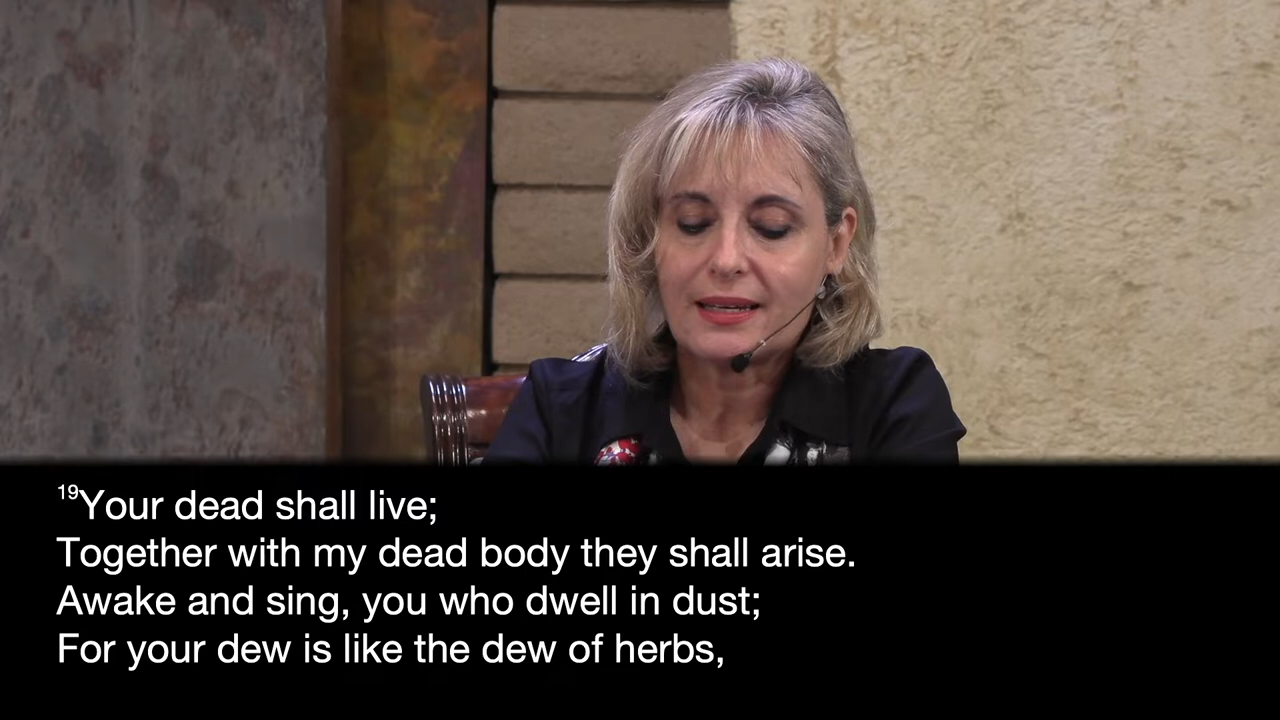 19Your dead shall live;
Together with my dead body they shall arise.
Awake and sing, you who dwell in dust;
For your dew is like the dew of herbs,